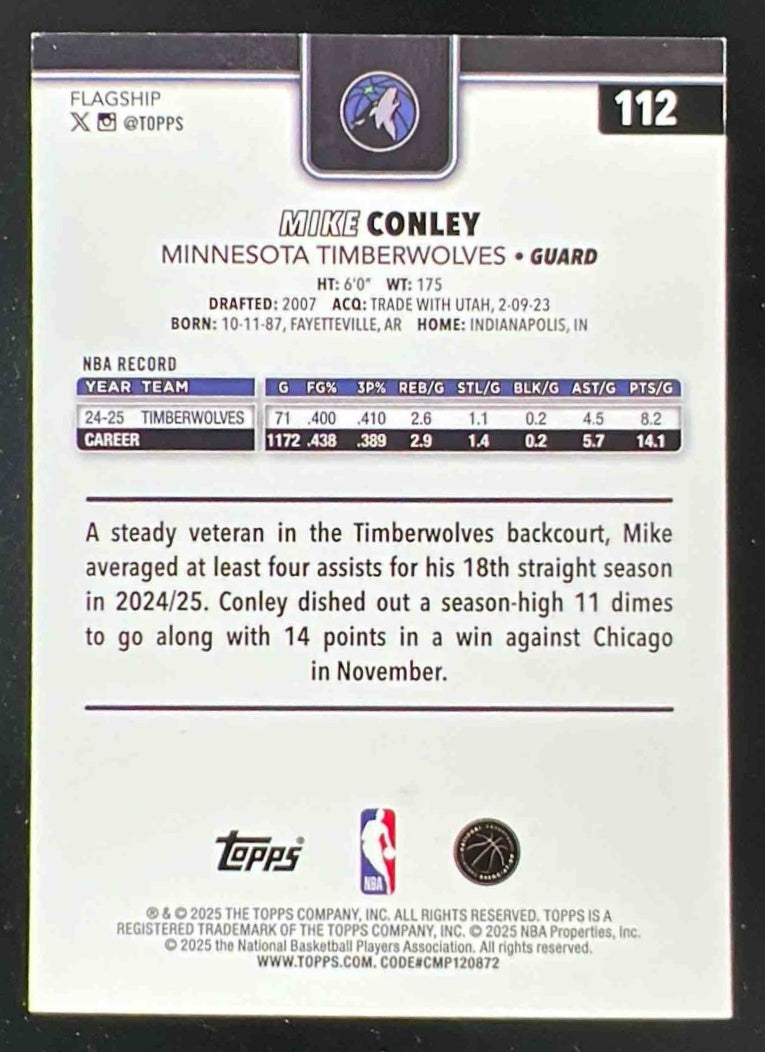 FLAGSHIP
@TOPPS
112
MIKE CONLEY
MINNESOTA TIMBERWOLVES • GUARD
HT: 6'0" WT: 175
DRAFTED: 2007 ACQ: TRADE WITH UTAH, 2-09-23
BORN: 10-11-87, FAYETTEVILLE, AR HOME: INDIANAPOLIS, IN
NBA RECORD
YEAR TEAM G FG% 3P% REB/G STL/G BLK/G AST/G PTS/G
24-25 TIMBERWOLVES 71 .400 .410 2.6 1.1 0.2 4.5 8.2
CAREER 1172 .438 .389 2.9 1.4 0.2 5.7 14.1
A steady veteran in the Timberwolves backcourt, Mike
averaged at least four assists for his 18th straight season
in 2024/25. Conley dished out a season-high 11 dimes
to go along with 14 points in a win against Chicago
in November.
Topps®
NBA
® & © 2025 THE TOPPS COMPANY, INC. ALL RIGHTS RESERVED. TOPPS IS A
REGISTERED TRADEMARK OF THE TOPPS COMPANY, INC. © 2025 NBA Properties, Inc.
© 2025 the National Basketball Players Association. All rights reserved.
WWW.TOPPS.COM. CODE#CMP120872